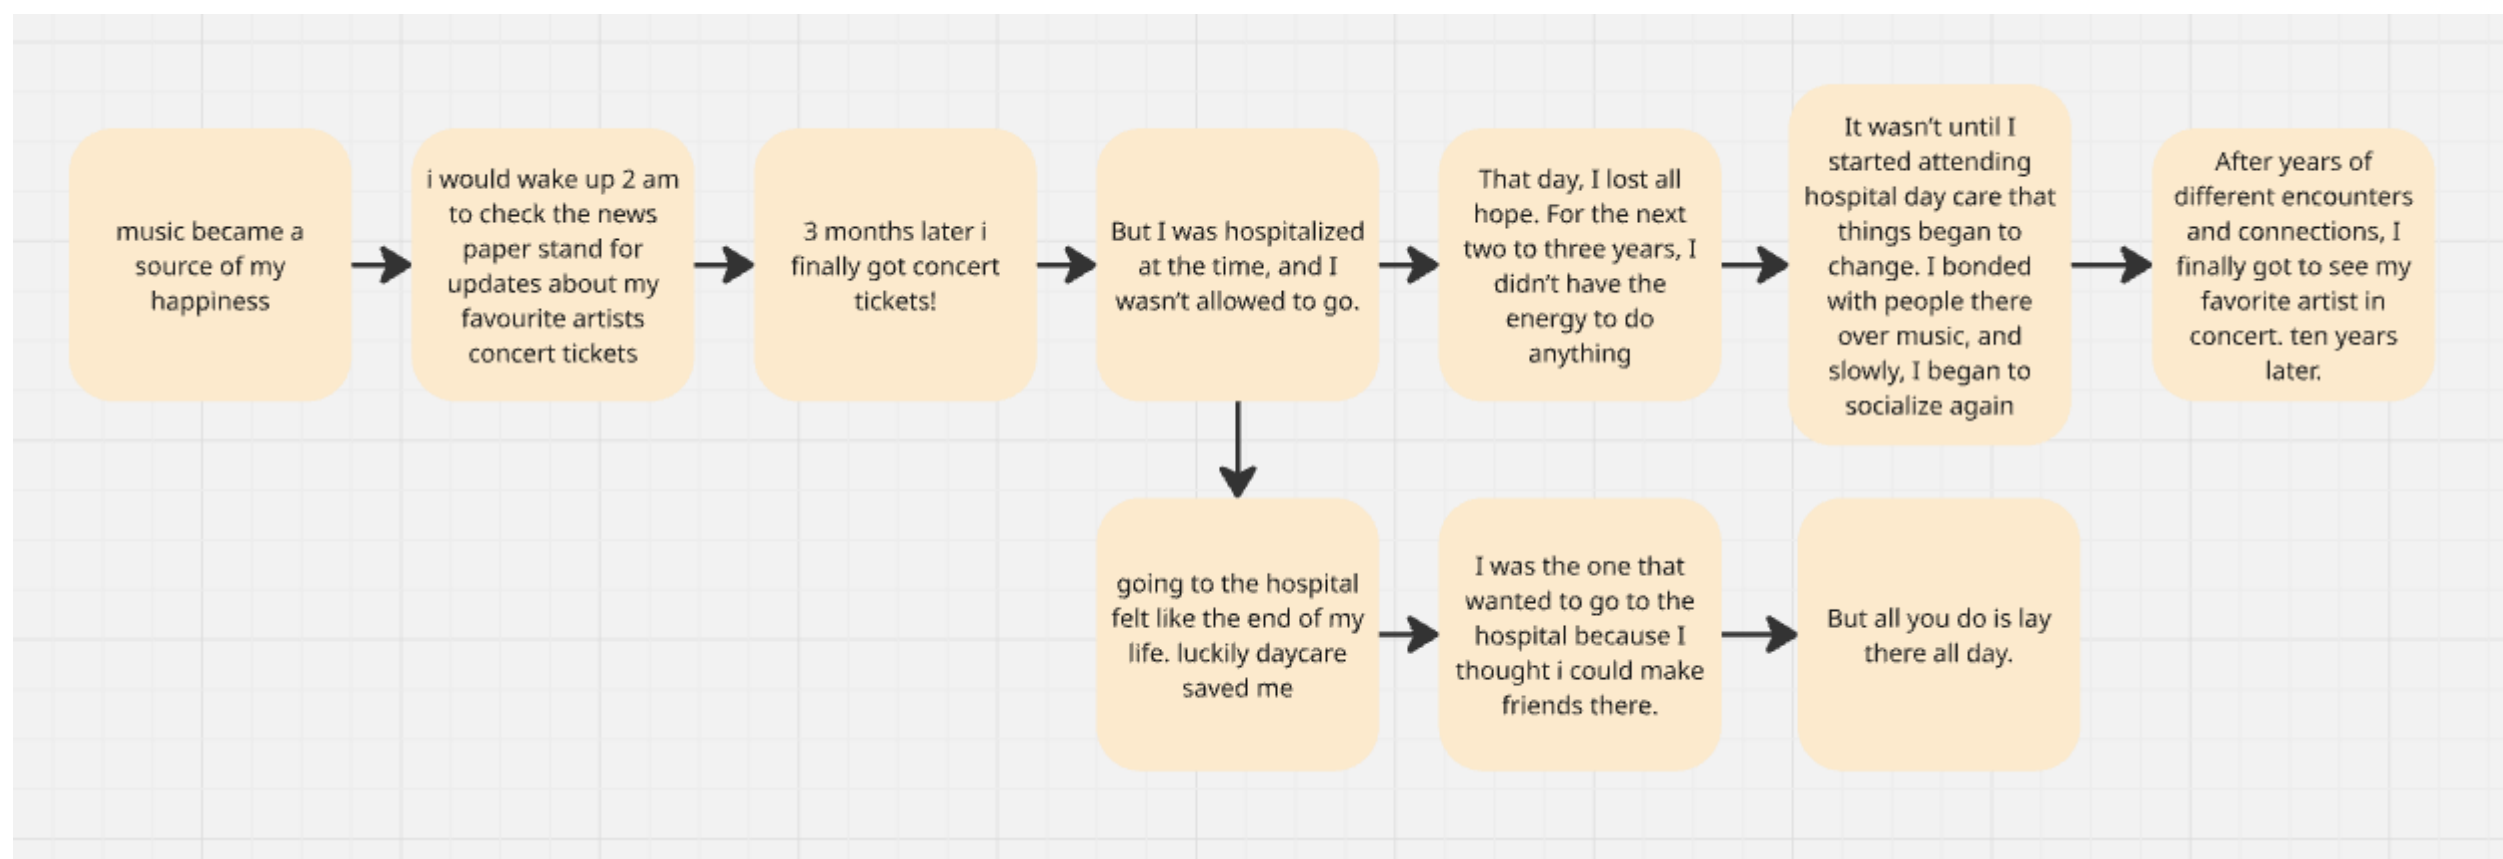 music became a
source of my
happiness
i would wake up 2 am
to check the news
paper stand for
updates about my
favourite artists
concert tickets
3 months later i
finally got concert
tickets!
But I was hospitalized
at the time, and I
wasn't allowed to go.
That day, I lost all
hope. For the next
two to three years, I
didn't have the
energy to do
anything
It wasn't until I
started attending
hospital day care that
things began to
change. I bonded
with people there
over music, and
slowly, I began to
socialize again
After years of
different encounters
and connections, I
finally got to see my
favorite artist in
concert. ten years
later.
going to the hospital
felt like the end of my
life. luckily daycare
saved me
I was the one that
wanted to go to the
hospital because I
thought i could make
friends there.
But all you do is lay
there all day.